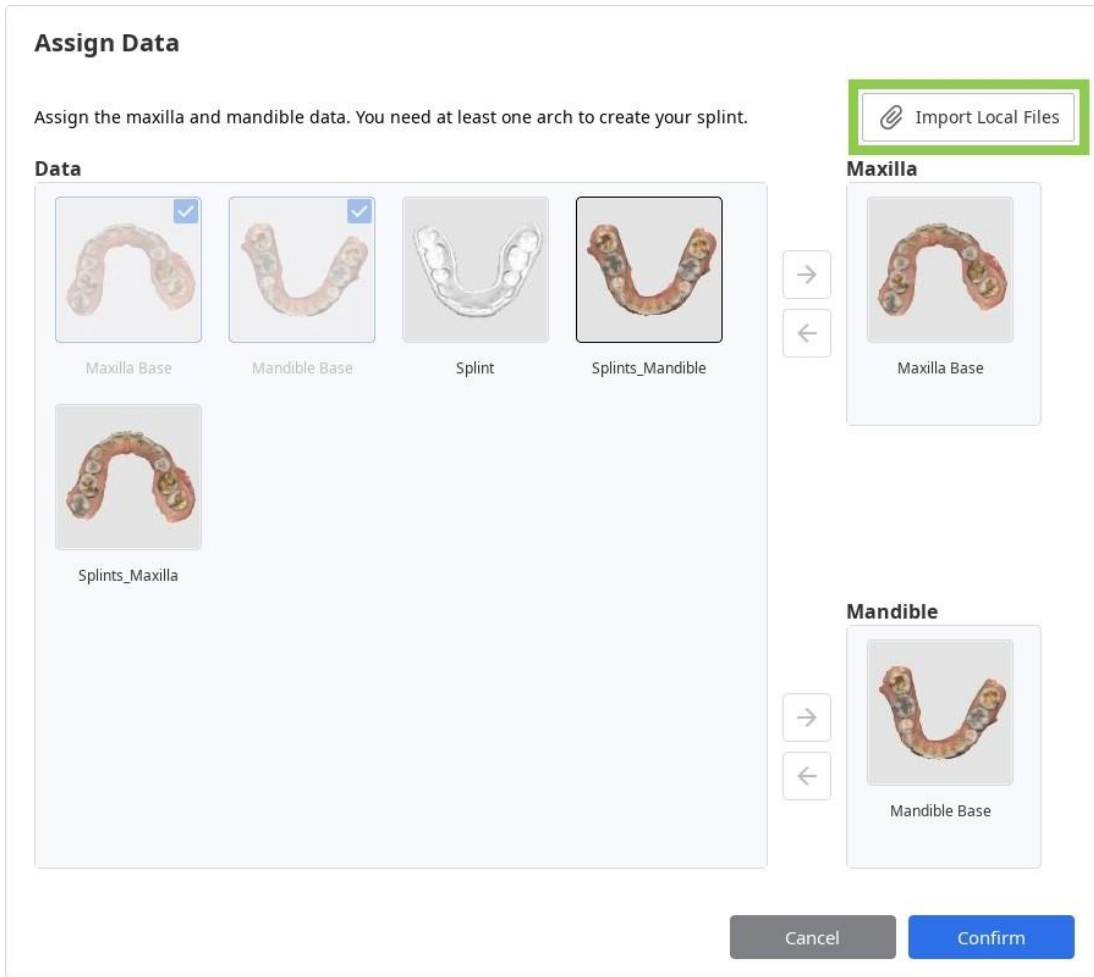 Assign Data
Assign the maxilla and mandible data. You need at least one arch to create your splint.
Import Local Files
Data
Maxilla
Maxilla Base
Mandible Base
Splint
Splints_Mandible
Maxilla Base
Splints_Maxilla
Mandible
Mandible Base
Cancel
Confirm